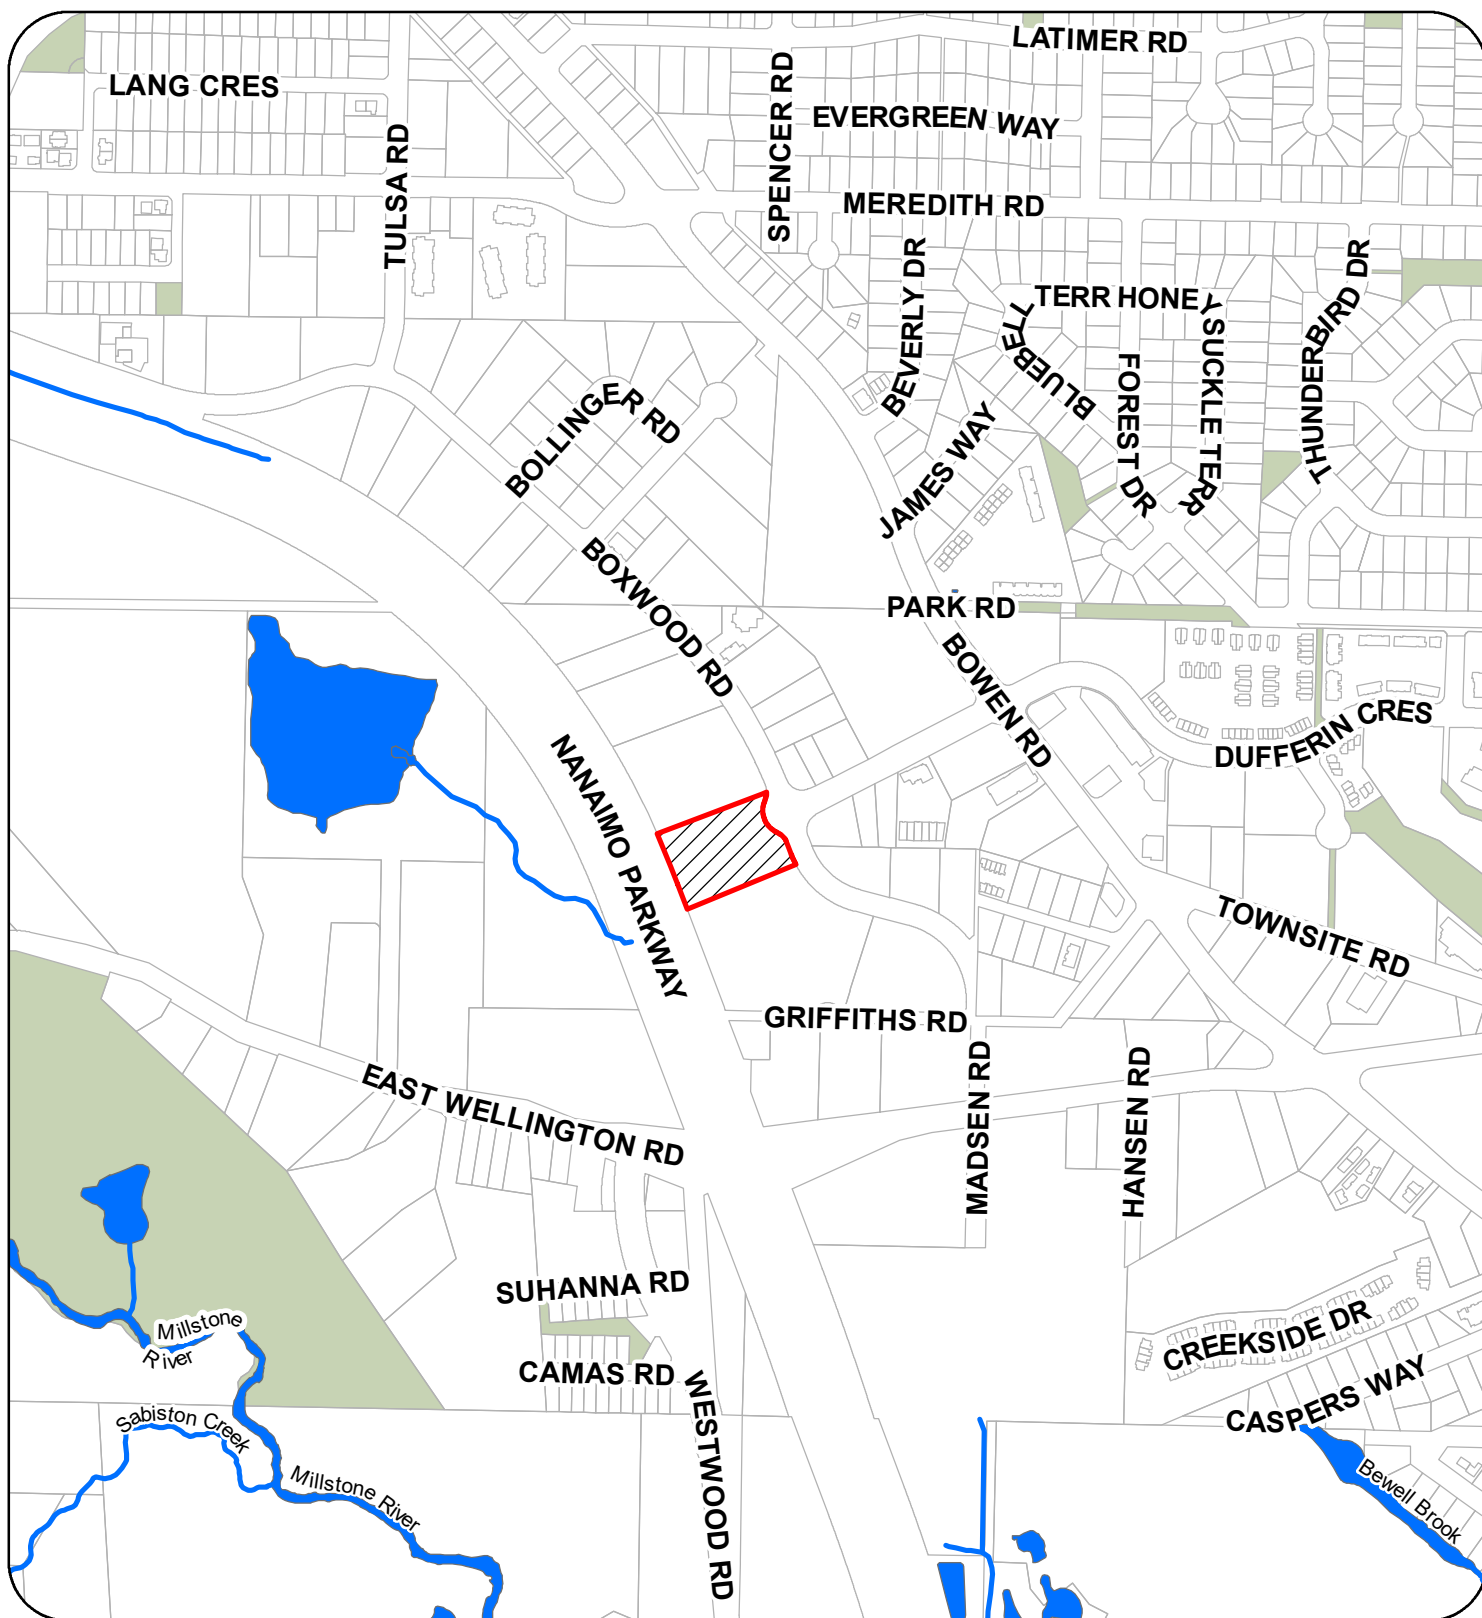 LATIMER RD
LANG CRES
SPENCER RD
EVERGREEN WAY
TULSA RD
MEREDITH RD
BEVERLY DR
THUNDERBIRD DR
BLUEBELL TERR
HONEYSUCKLE TERR
FOREST DR
BOLLINGER RD
JAMES WAY
BOXWOOD RD
PARK RD
BOWEN RD
DUFFERIN CRES
NANAIMO PARKWAY
TOWNSITE RD
GRIFFITHS RD
EAST WELLINGTON RD
MADSEN RD
HANSEN RD
SUHANNA RD
Millstone
River
CREEKSIDE DR
CAMAS RD
CASPERS WAY
WESTWOOD RD
Sabiston Creek
Millstone River
Bewell Brook